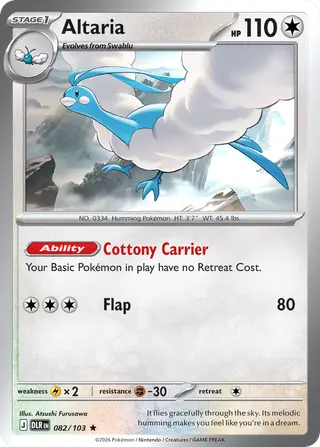 STAGE 1
Altaria
HP 110
Evolves from Swablu
NO. 0334 Humming Pokémon HT: 3'7" WT: 45.4 lbs.
Ability Cottony Carrier
Your Basic Pokémon in play have no Retreat Cost.
Flap 80
weakness ×2 resistance -30 retreat
Illus. Atsushi Furusawa
J DLR EN 082/103 ★
It flies gracefully through the sky. Its melodic
humming makes you feel like you're in a dream.
©2026 Pokémon / Nintendo / Creatures / GAME FREAK